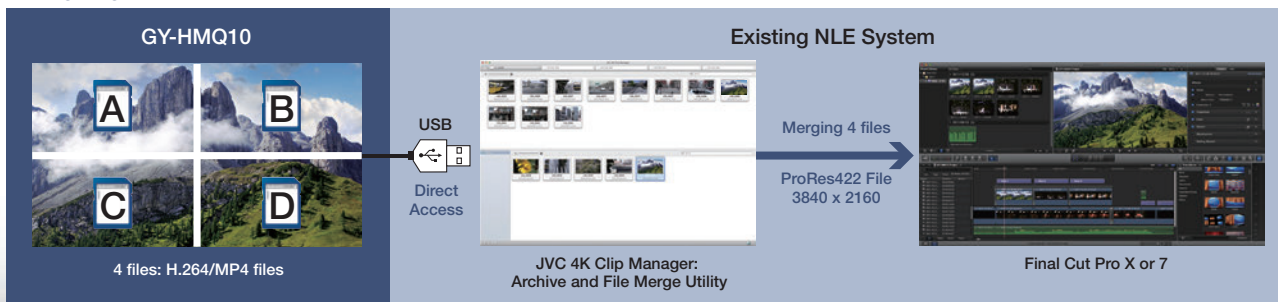 GY-HMQ10
Existing NLE System
A
B
C
D
4 files: H.264/MP4 files
USB
Direct
Access
JVC 4K Clip Manager:
Archive and File Merge Utility
Merging 4 files
ProRes422 File
3840 x 2160
Final Cut Pro X or 7